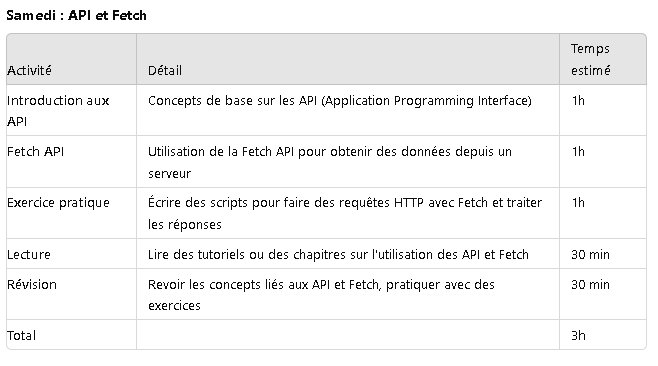 Samedi : API et Fetch
Activité Détail Temps estimé
Introduction aux API Concepts de base sur les API (Application Programming Interface) 1h
Fetch API Utilisation de la Fetch API pour obtenir des données depuis un serveur 1h
Exercice pratique Écrire des scripts pour faire des requêtes HTTP avec Fetch et traiter les réponses 1h
Lecture Lire des tutoriels ou des chapitres sur l'utilisation des API et Fetch 30 min
Révision Revoir les concepts liés aux API et Fetch, pratiquer avec des exercices 30 min
Total 3h